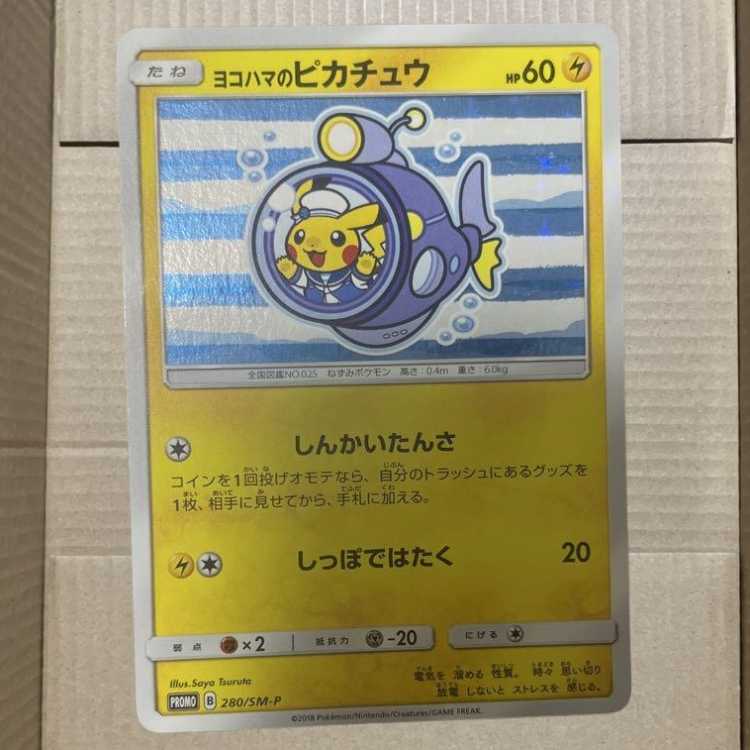 たね ヨコハマのピカチュウ HP60
全国図鑑NO.025 ねずみポケモン 高さ:0.4m 重さ:6.0kg
しんかいたんさ
コインを1回投げオモテなら、自分のトラッシュにあるグッズを
1枚、相手に見せてから、手札に加える。
しっぽではたく 20
弱点 ×2 抵抗力 -20 にげる
Illus.Saya Tsuruta
電気を 溜める 性質。時々 思い切り
放電 しないと ストレスを 感じる。
PROMO B 280/SM-P
©2018 Pokémon/Nintendo/Creatures/GAME FREAK.